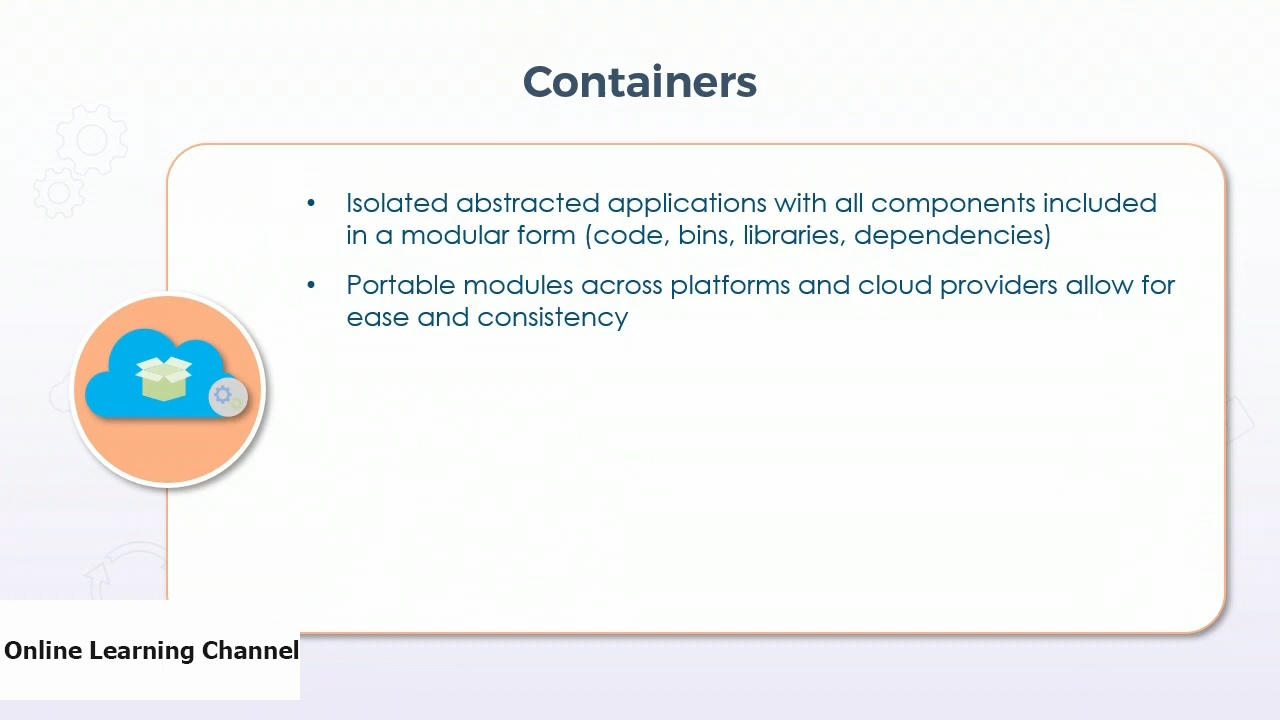 Containers
• Isolated abstracted applications with all components included
in a modular form (code, bins, libraries, dependencies)
• Portable modules across platforms and cloud providers allow for
ease and consistency
Online Learning Channel